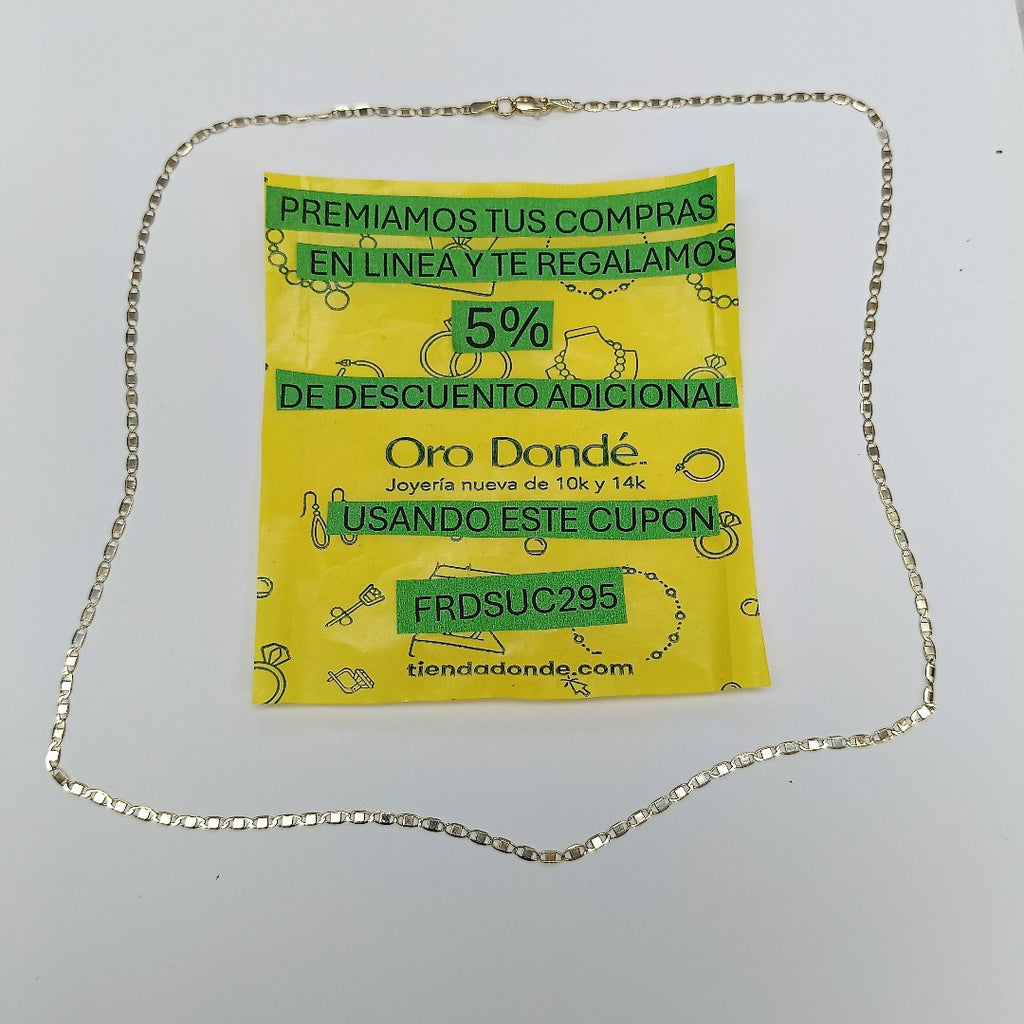 PREMIAMOS TUS COMPRAS
EN LINEA Y TE REGALAMOS
5%
DE DESCUENTO ADICIONAL
Oro Dondé
Joyería nueva de 10k y 14k
USANDO ESTE CUPON
FRDSUC295
tiendadonde.com